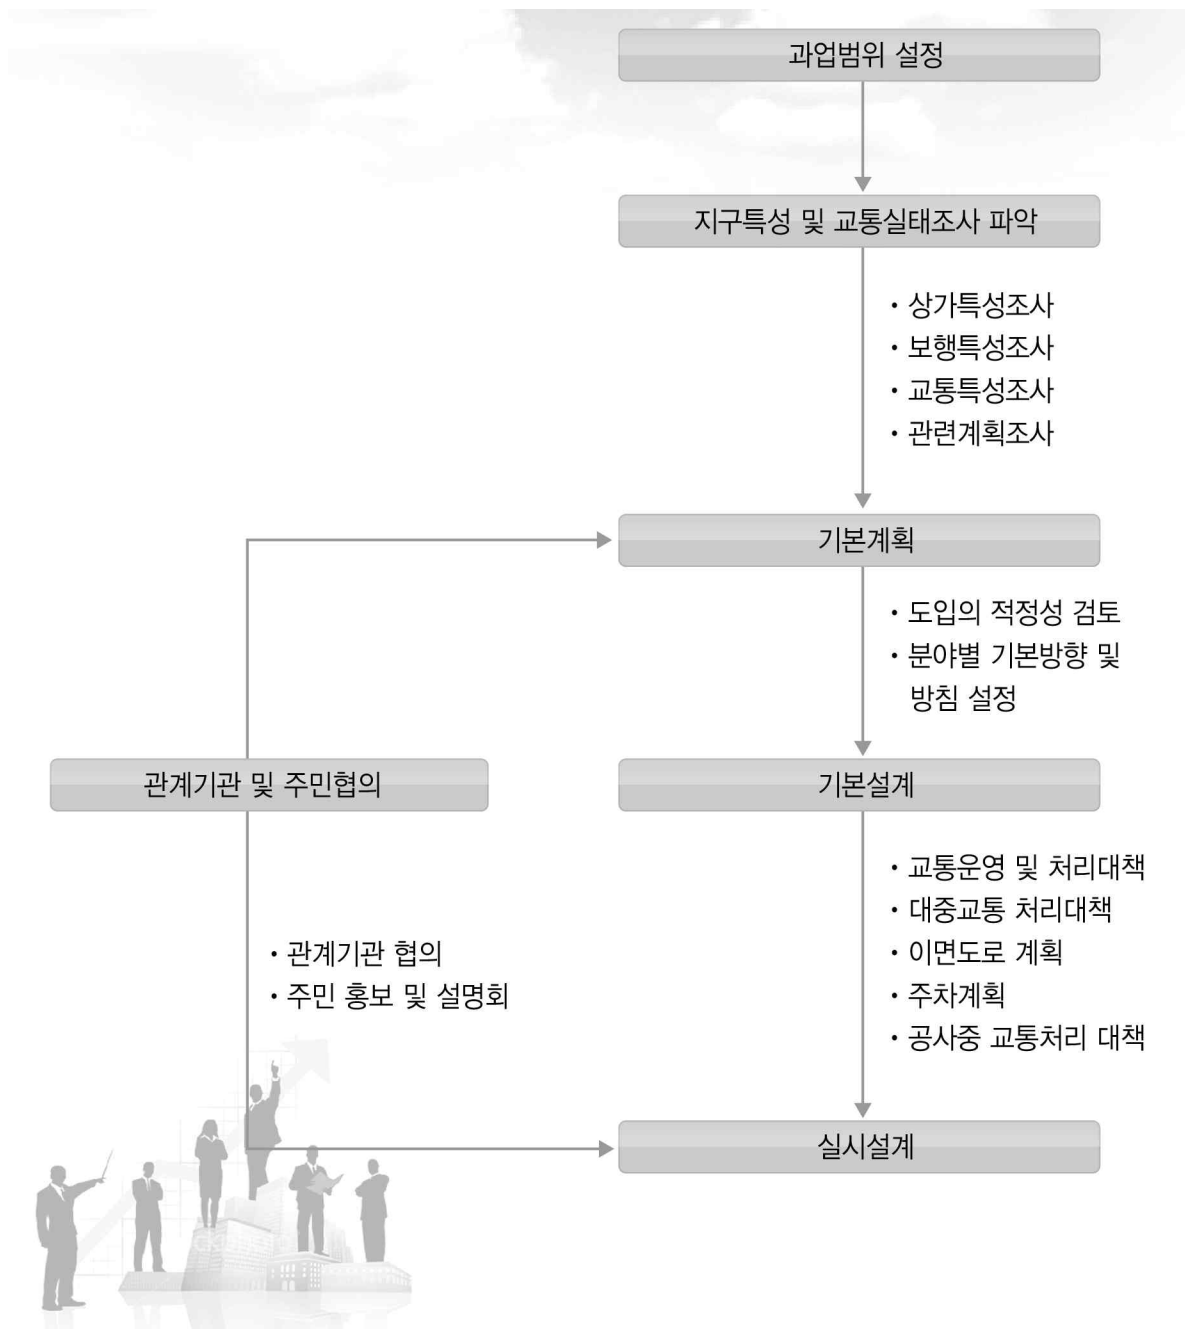 과업범위 설정
지구특성 및 교통실태조사 파악
• 상가특성조사
• 보행특성조사
• 교통특성조사
• 관련계획조사
기본계획
• 도입의 적정성 검토
• 분야별 기본방향 및
방침 설정
관계기관 및 주민협의
기본설계
• 관계기관 협의
• 주민 홍보 및 설명회
• 교통운영 및 처리대책
• 대중교통 처리대책
• 이면도로 계획
• 주차계획
• 공사중 교통처리 대책
실시설계